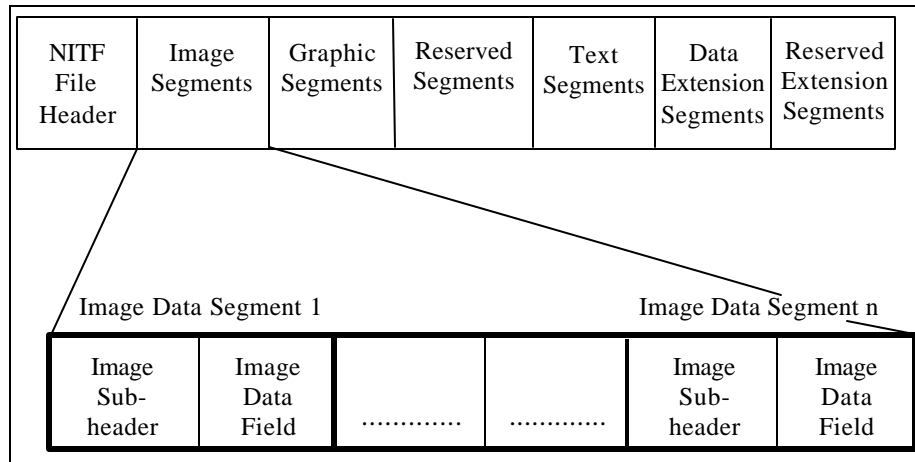 NITF
File
Header
Image
Segments
Graphic
Segments
Reserved
Segments
Text
Segments
Data
Extension
Segments
Reserved
Extension
Segments
Image Data Segment 1
Image Data Segment n
Image
Sub-
header
Image
Data
Field
.............
.............
Image
Sub-
header
Image
Data
Field